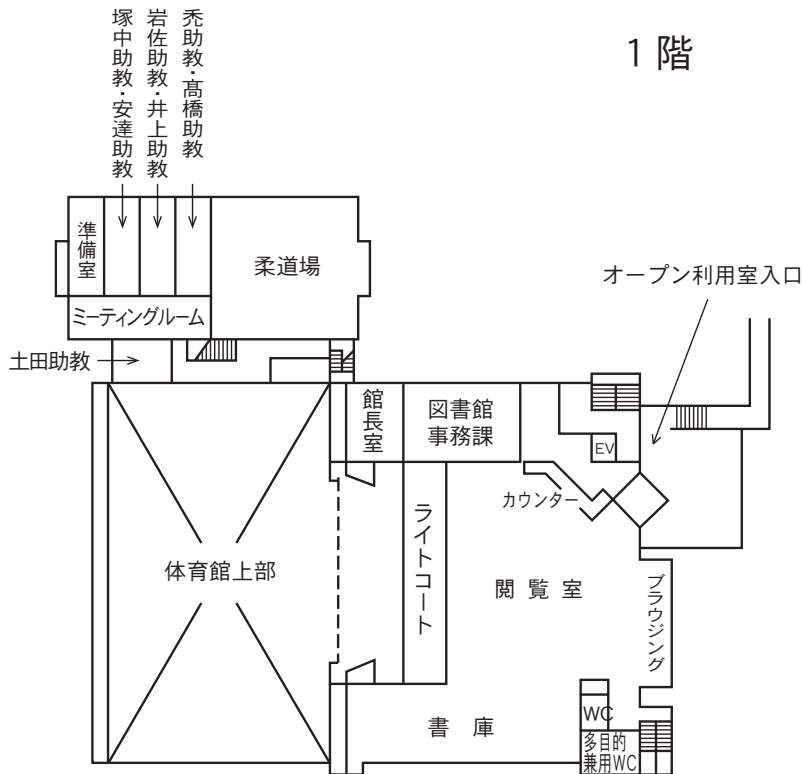 1階
塚中助教・安達助教
岩佐助教・井上助教
禿助教・髙橋助教
準備室
柔道場
ミーティングルーム
オープン利用室入口
土田助教
館長室
図書館
事務課
EV
カウンター
ライトコート
体育館上部
閲覧室
ブラウジング
書庫
WC
多目的
兼用WC